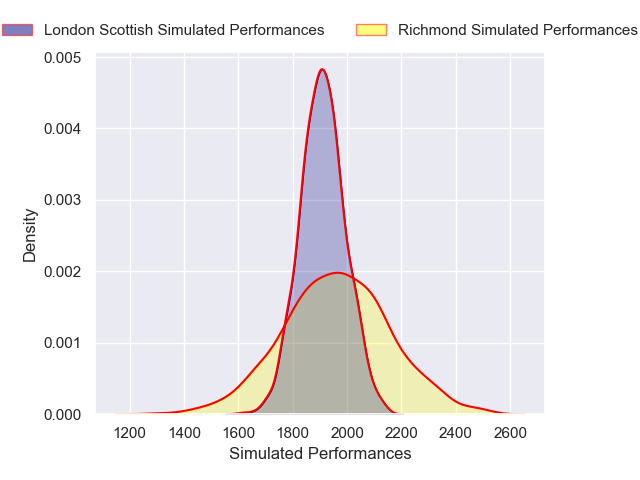 London Scottish Simulated Performances Richmond Simulated Performances
0.005
0.004
0.003
0.002
0.001
0.000
Density
1200 1400 1600 1800 2000 2200 2400 2600
Simulated Performances